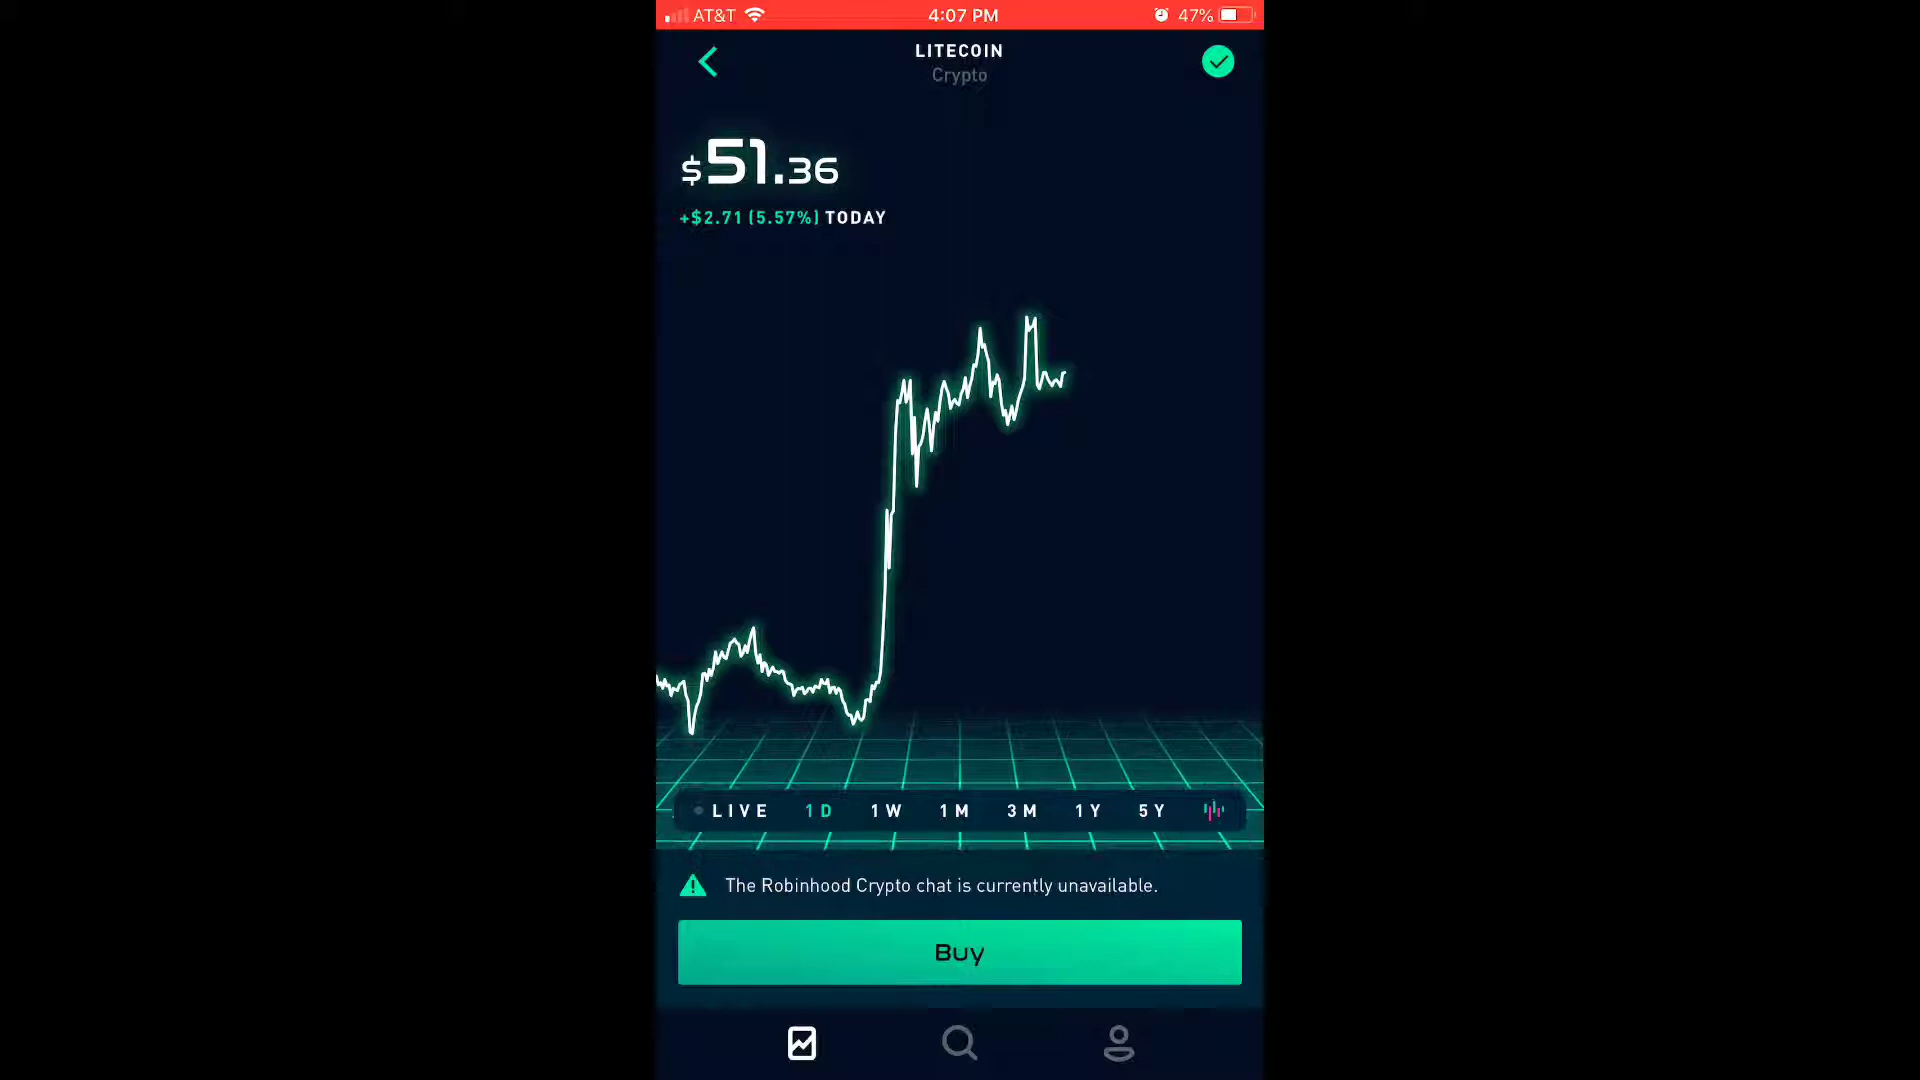 AT&T 4:07 PM 47%
LITECOIN
Crypto
$51.36
+$2.71 (5.57%) TODAY
LIVE 1D 1W 1M 3M 1Y 5Y
The Robinhood Crypto chat is currently unavailable.
Buy